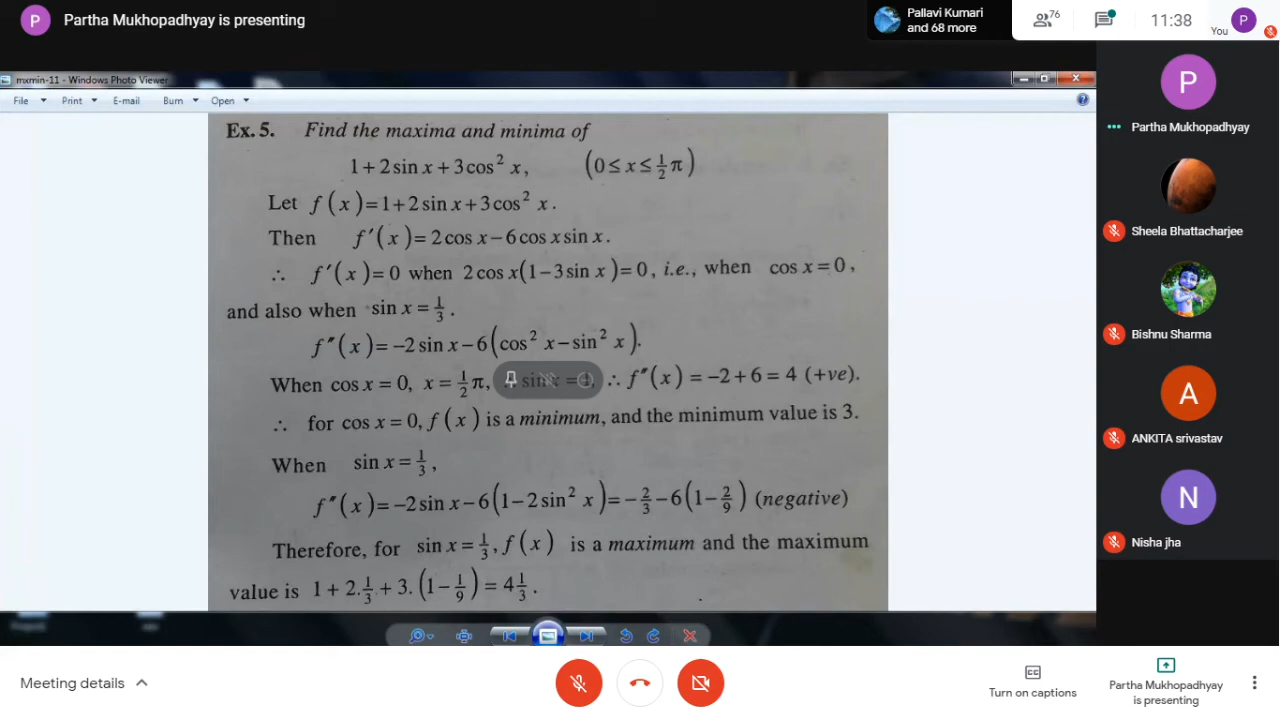 P Partha Mukhopadhyay is presenting
Pallavi Kumari
and 68 more
76
11:38
You P
mxmin-11 - Windows Photo Viewer
File Print E-mail Burn Open
Ex. 5. Find the maxima and minima of
1 + 2 sin x + 3 cos² x, (0 ≤ x ≤ ½ π)
Let f(x) = 1 + 2 sin x + 3 cos² x.
Then f′(x) = 2 cos x − 6 cos x sin x.
∴ f′(x) = 0 when 2 cos x(1 − 3 sin x) = 0, i.e., when cos x = 0,
and also when sin x = ⅓.
f″(x) = −2 sin x − 6(cos² x − sin² x).
When cos x = 0, x = ½ π, ∴ sin x = 1, ∴ f″(x) = −2 + 6 = 4 (+ve).
∴ for cos x = 0, f(x) is a minimum, and the minimum value is 3.
When sin x = ⅓,
f″(x) = −2 sin x − 6(1 − 2 sin² x) = −⅔ − 6(1 − 2/9) (negative)
Therefore, for sin x = ⅓, f(x) is a maximum and the maximum
value is 1 + 2.⅓ + 3.(1 − 1/9) = 4⅓.
P
Partha Mukhopadhyay
Sheela Bhattacharjee
Bishnu Sharma
A
ANKITA srivastav
N
Nisha jha
Meeting details
CC
Turn on captions
Partha Mukhopadhyay
is presenting